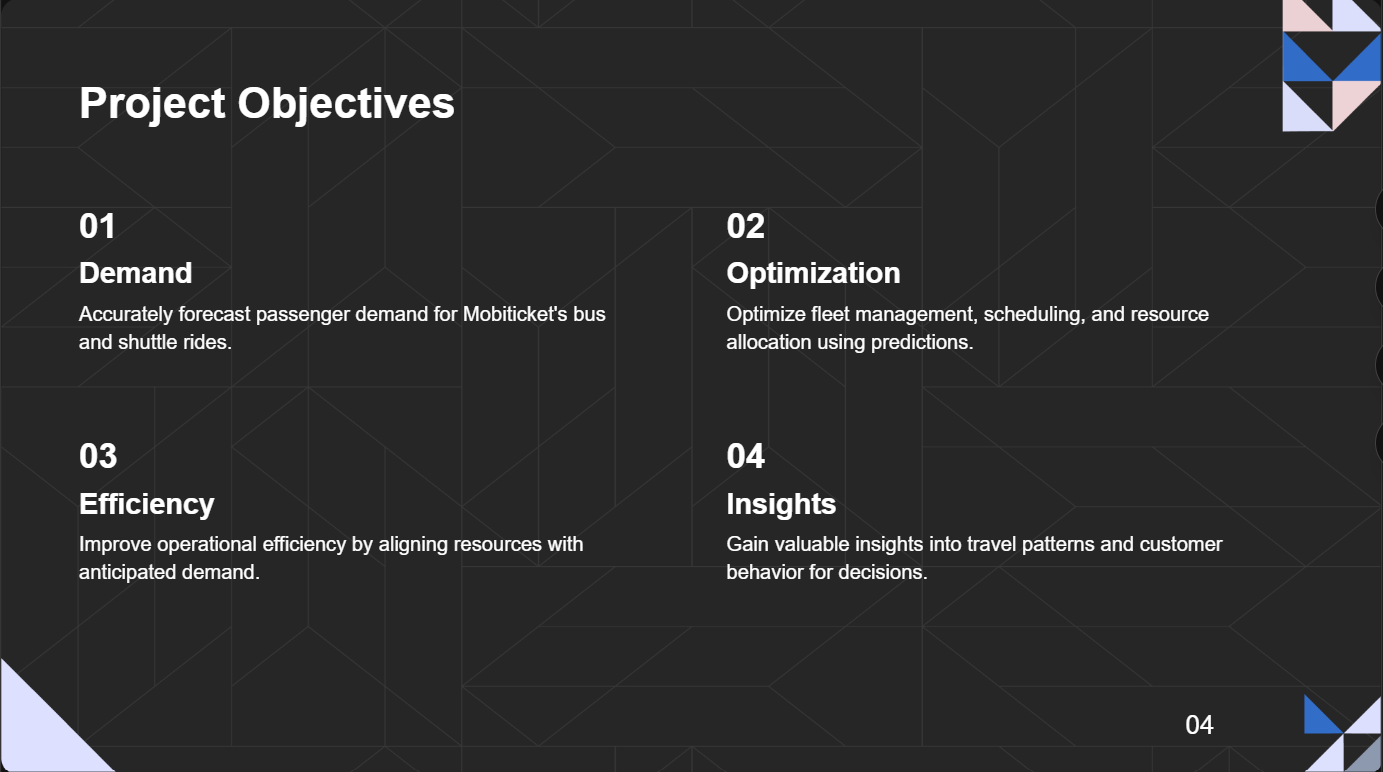 Project Objectives
01
Demand
Accurately forecast passenger demand for Mobiticket's bus
and shuttle rides.
02
Optimization
Optimize fleet management, scheduling, and resource
allocation using predictions.
03
Efficiency
Improve operational efficiency by aligning resources with
anticipated demand.
04
Insights
Gain valuable insights into travel patterns and customer
behavior for decisions.
04